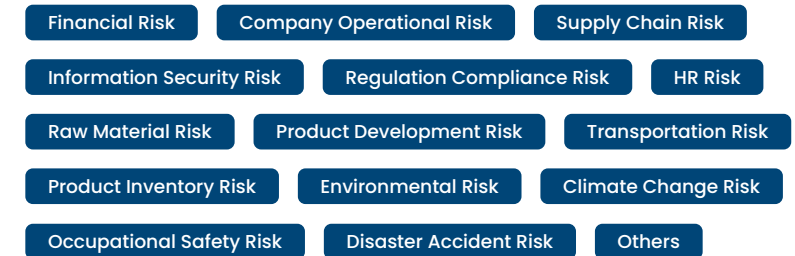 Financial Risk Company Operational Risk Supply Chain Risk
Information Security Risk Regulation Compliance Risk HR Risk
Raw Material Risk Product Development Risk Transportation Risk
Product Inventory Risk Environmental Risk Climate Change Risk
Occupational Safety Risk Disaster Accident Risk Others